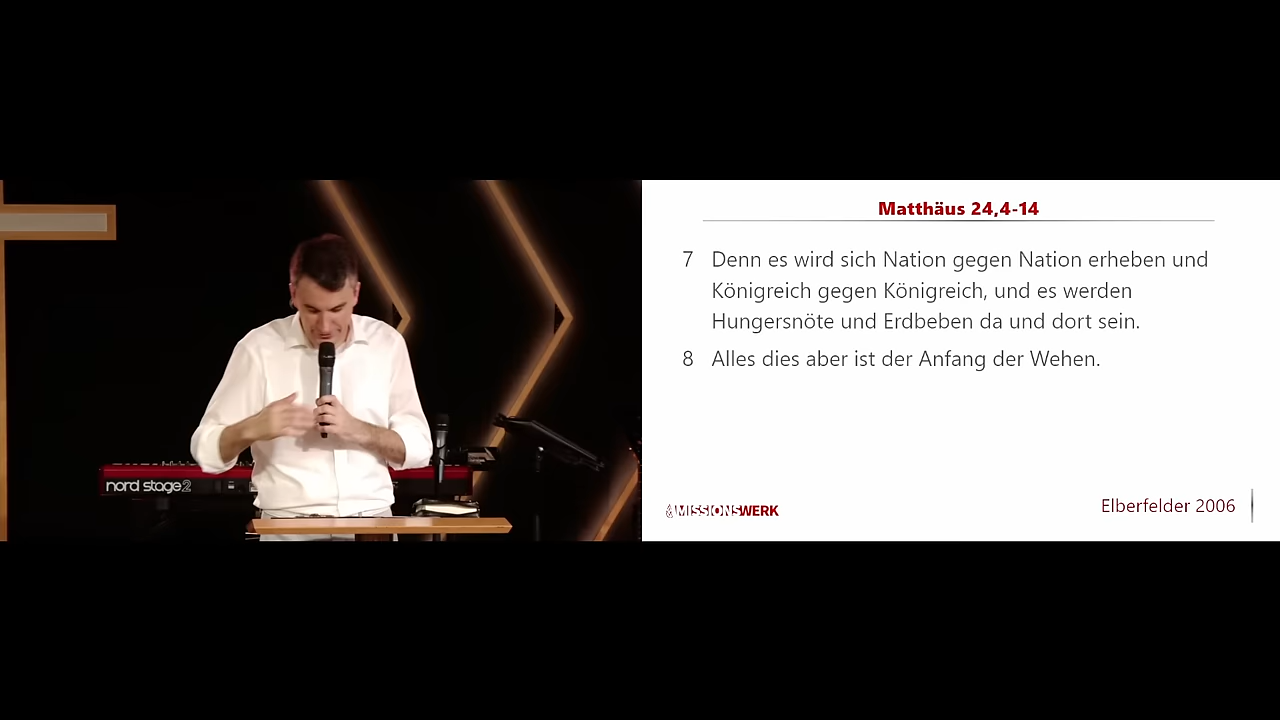 Matthäus 24,4-14
7 Denn es wird sich Nation gegen Nation erheben und
Königreich gegen Königreich, und es werden
Hungersnöte und Erdbeben da und dort sein.
8 Alles dies aber ist der Anfang der Wehen.
nord stage 2
MISSIONSWERK
Elberfelder 2006